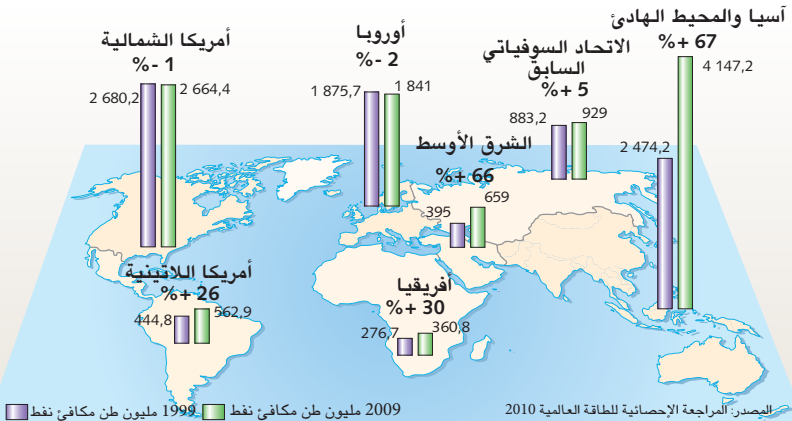 آسيا والمحيط الهادئ
%+ 67
4 147,2
2 474,2
الاتحاد السوفياتي
السابق
%+ 5
883,2
929
أوروبا
%- 2
1 875,7
1 841
أمريكا الشمالية
%- 1
2 680,2
2 664,4
الشرق الأوسط
%+ 66
395
659
أفريقيا
%+ 30
276,7
360,8
أمريكا اللاتينية
%+ 26
444,8
562,9
المصدر: المراجعة الإحصائية للطاقة العالمية 2010
2009 مليون طن مكافئ نفط
1999 مليون طن مكافئ نفط